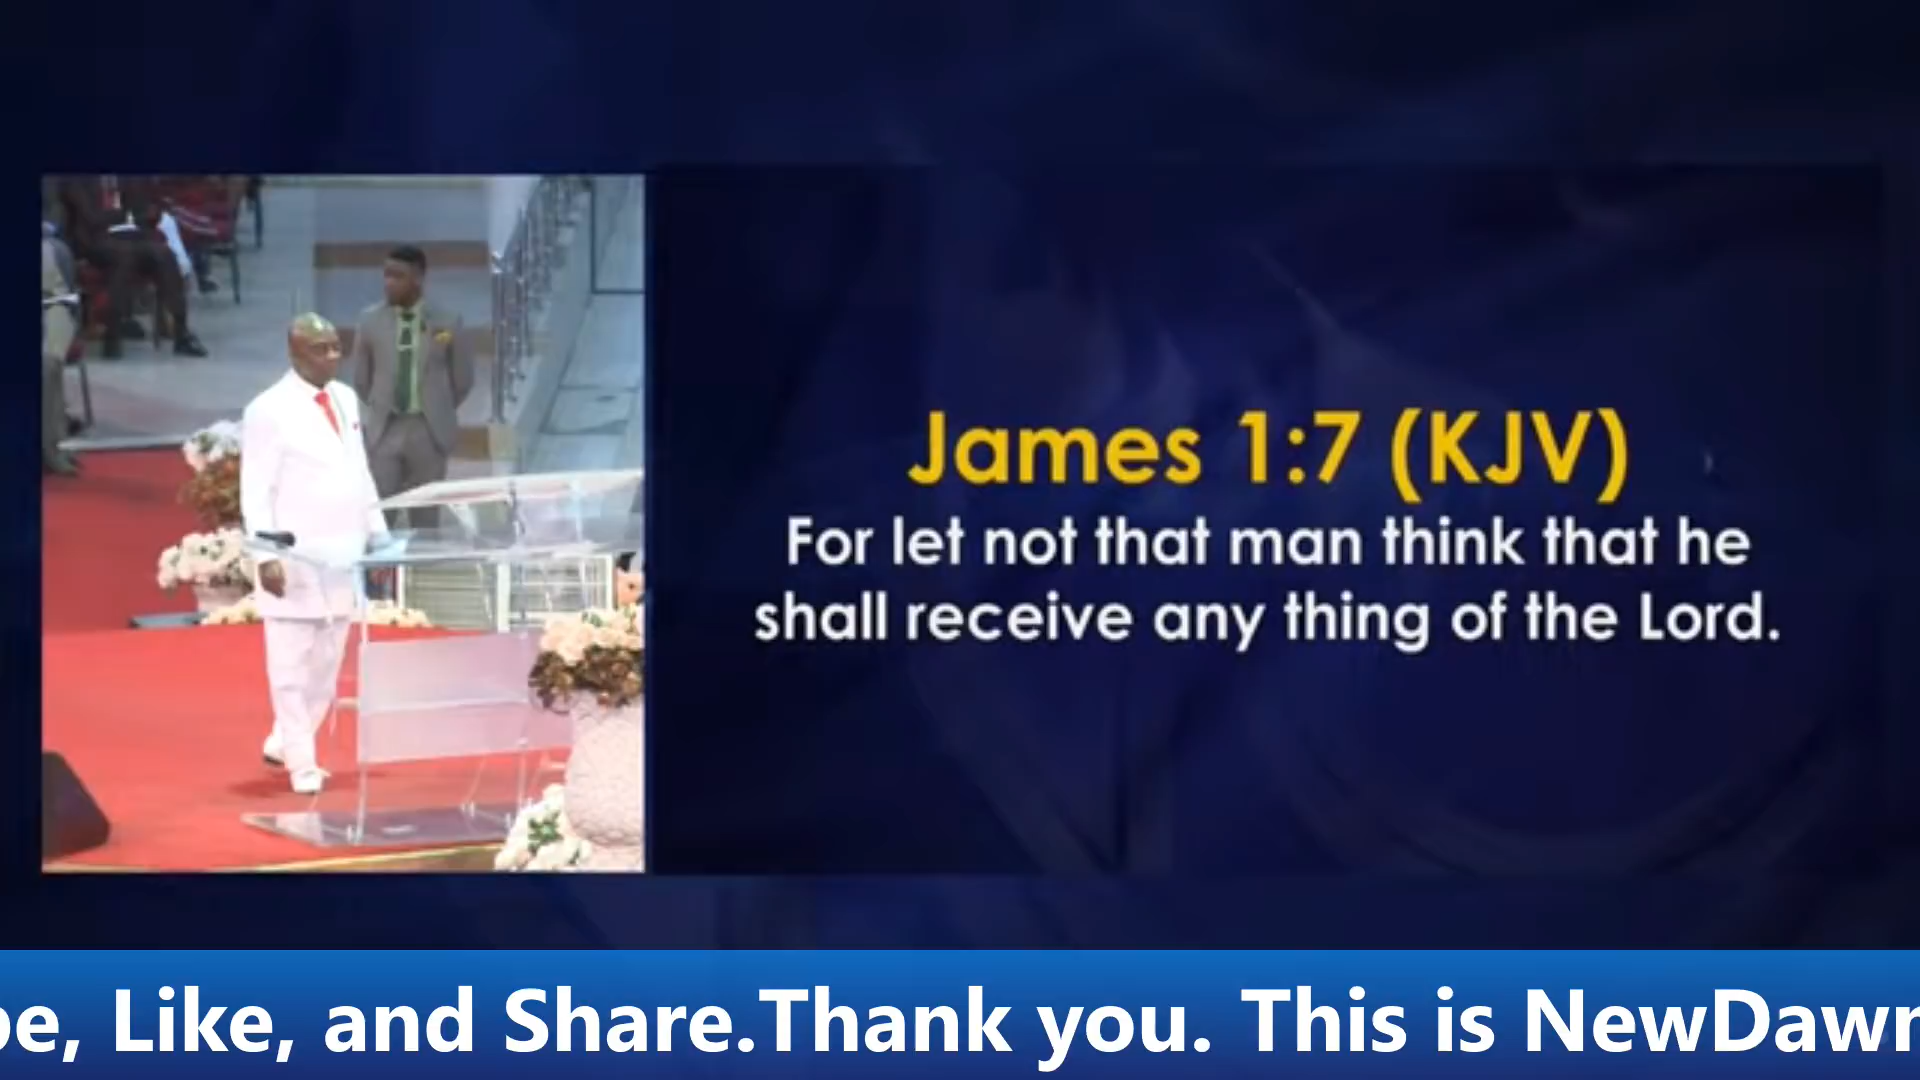 James 1:7 (KJV)
For let not that man think that he
shall receive any thing of the Lord.
be, Like, and Share.Thank you. This is NewDawn